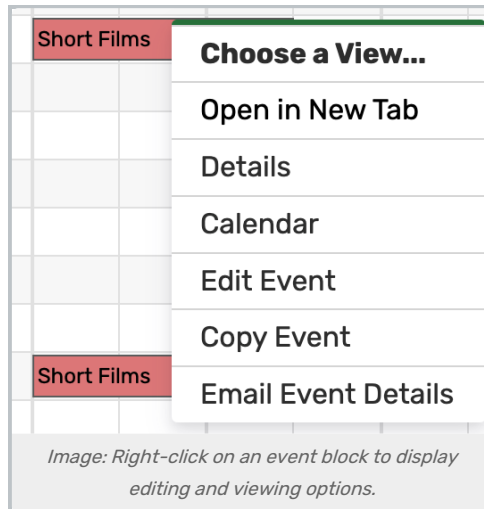 Short Films
Choose a View...
Open in New Tab
Details
Calendar
Edit Event
Copy Event
Short Films
Email Event Details
Image: Right-click on an event block to display
editing and viewing options.